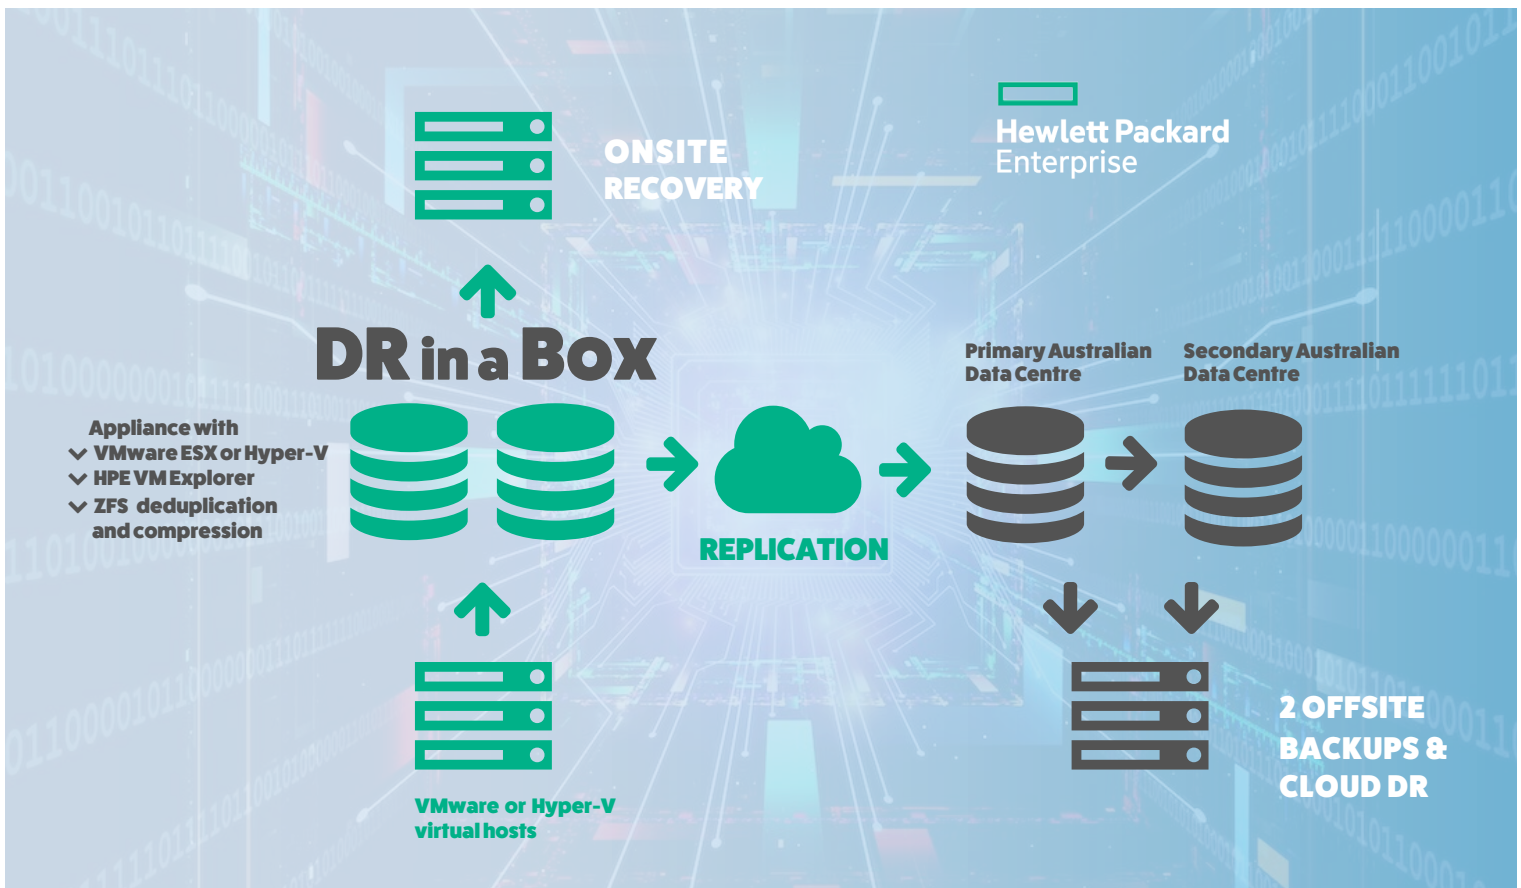 ONSITE
RECOVERY
Hewlett Packard
Enterprise
DR in a Box
Primary Australian
Data Centre
Secondary Australian
Data Centre
Appliance with
VMware ESX or Hyper-V
HPE VM Explorer
ZFS deduplication
and compression
REPLICATION
2 OFFSITE
BACKUPS &
CLOUD DR
VMware or Hyper-V
virtual hosts